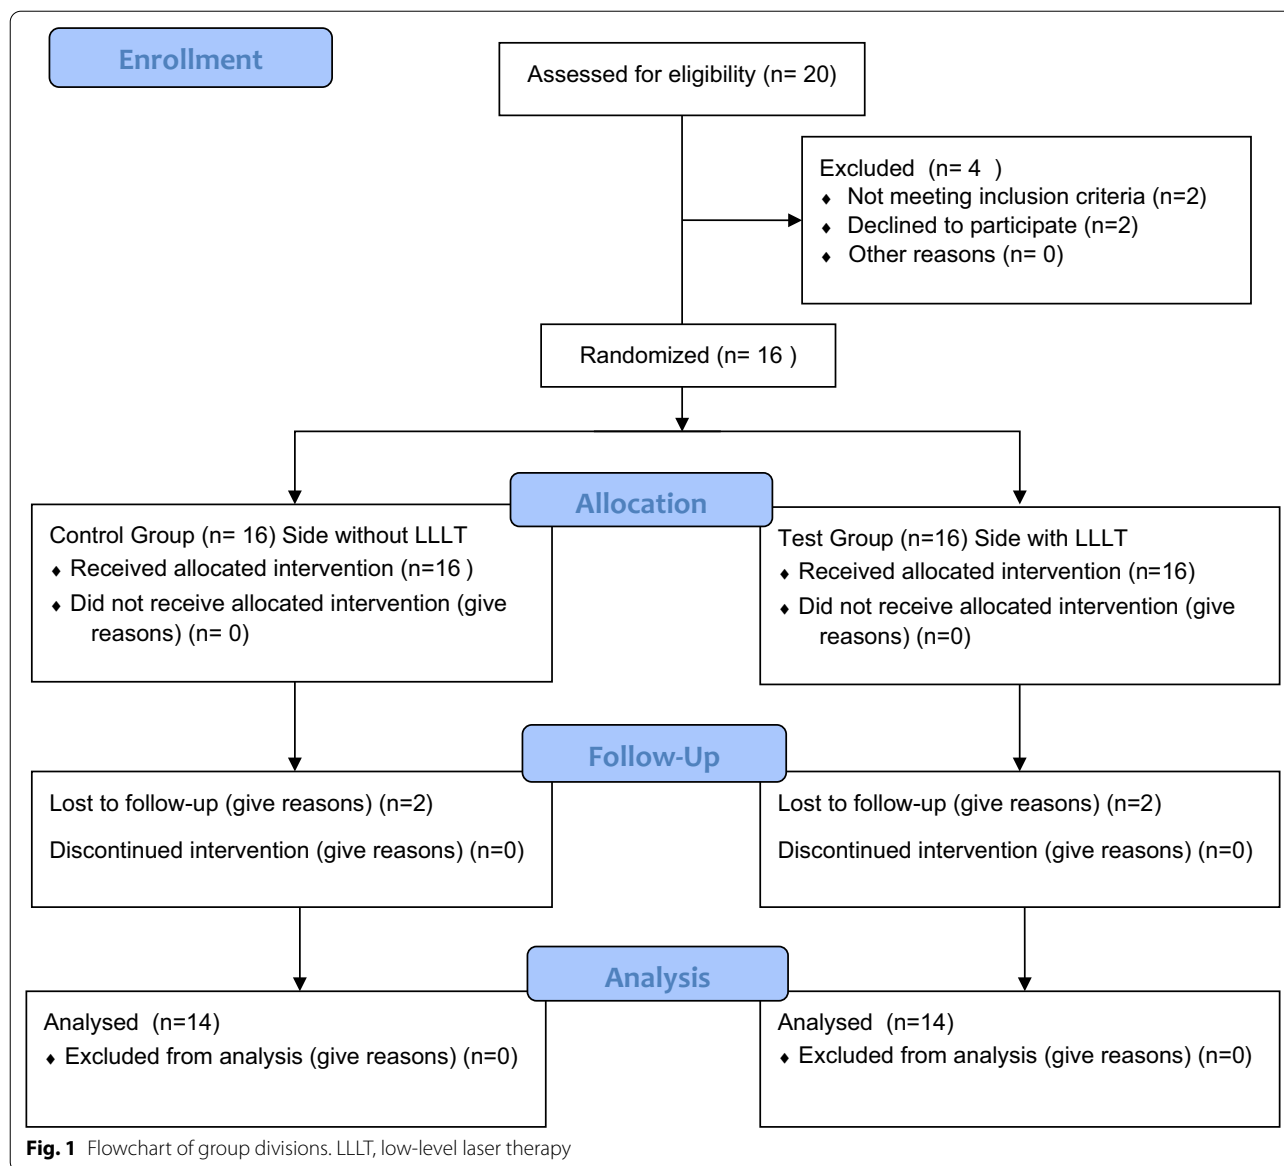 Enrollment
Assessed for eligibility (n= 20)
Excluded (n= 4 )
♦ Not meeting inclusion criteria (n=2)
♦ Declined to participate (n=2)
♦ Other reasons (n= 0)
Randomized (n= 16 )
Allocation
Control Group (n= 16) Side without LLLT
♦ Received allocated intervention (n=16 )
♦ Did not receive allocated intervention (give
reasons) (n= 0)
Test Group (n=16) Side with LLLT
♦ Received allocated intervention (n=16)
♦ Did not receive allocated intervention (give
reasons) (n=0)
Follow-Up
Lost to follow-up (give reasons) (n=2)
Discontinued intervention (give reasons) (n=0)
Lost to follow-up (give reasons) (n=2)
Discontinued intervention (give reasons) (n=0)
Analysis
Analysed (n=14)
♦ Excluded from analysis (give reasons) (n=0)
Analysed (n=14)
♦ Excluded from analysis (give reasons) (n=0)
Fig. 1 Flowchart of group divisions. LLLT, low-level laser therapy